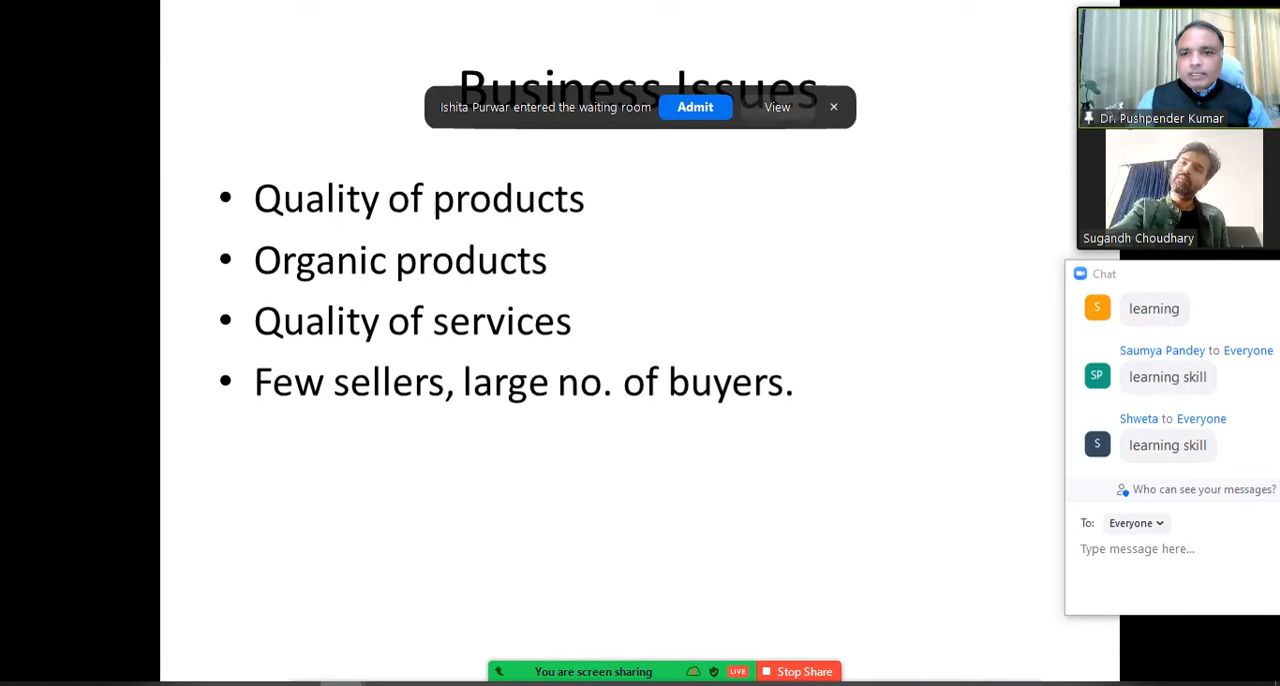 Business Issues
Ishita Purwar entered the waiting room Admit View
• Quality of products
• Organic products
• Quality of services
• Few sellers, large no. of buyers.
You are screen sharing LIVE Stop Share
Dr. Pushpender Kumar
Sugandh Choudhary
Chat
S learning
Saumya Pandey to Everyone
SP learning skill
Shweta to Everyone
S learning skill
Who can see your messages?
To: Everyone
Type message here...